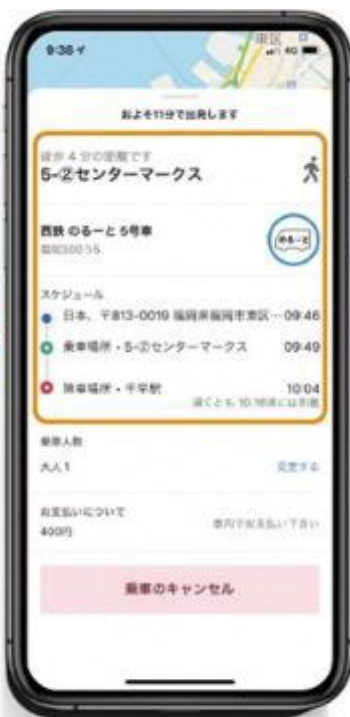 東区
9:38
4G
およそ11分で出発します
徒歩 4 分の距離です
5-②センターマークス
西鉄 のるーと 5号車
のるーと
スケジュール
日本、〒813-0019 福岡県福岡市東区… 09:46
乗車場所・5-②センターマークス 09:49
降車場所・千早駅 10:04
遅くとも 10:16頃には到着
乗車人数
大人 1 変更する
お支払いについて
400円 車内でお支払い下さい
乗車のキャンセル